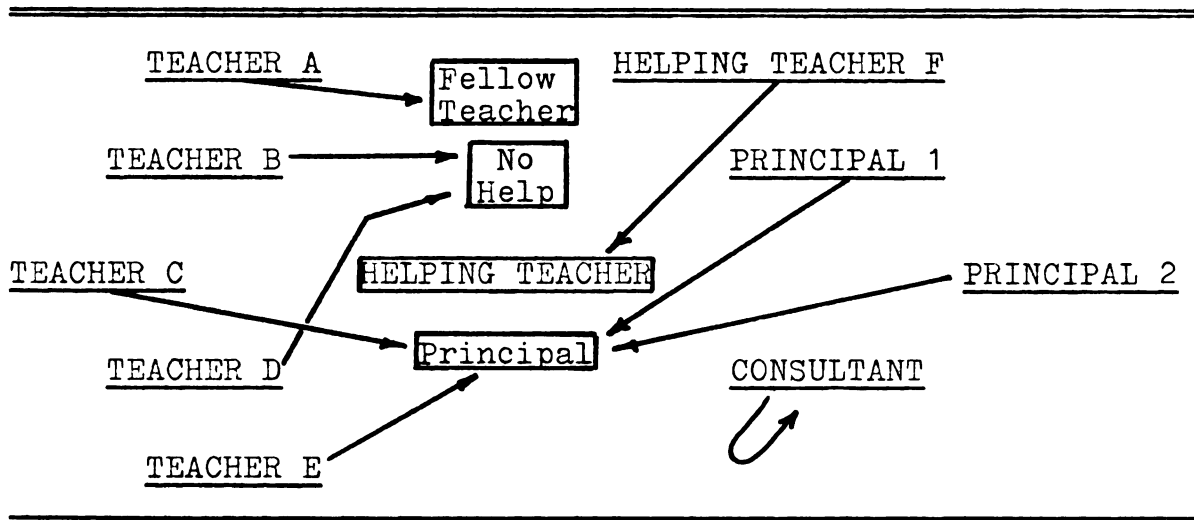 TEACHER A
Fellow
Teacher
HELPING TEACHER F
TEACHER B
No
Help
PRINCIPAL 1
TEACHER C
HELPING TEACHER
PRINCIPAL 2
TEACHER D
Principal
CONSULTANT
TEACHER E